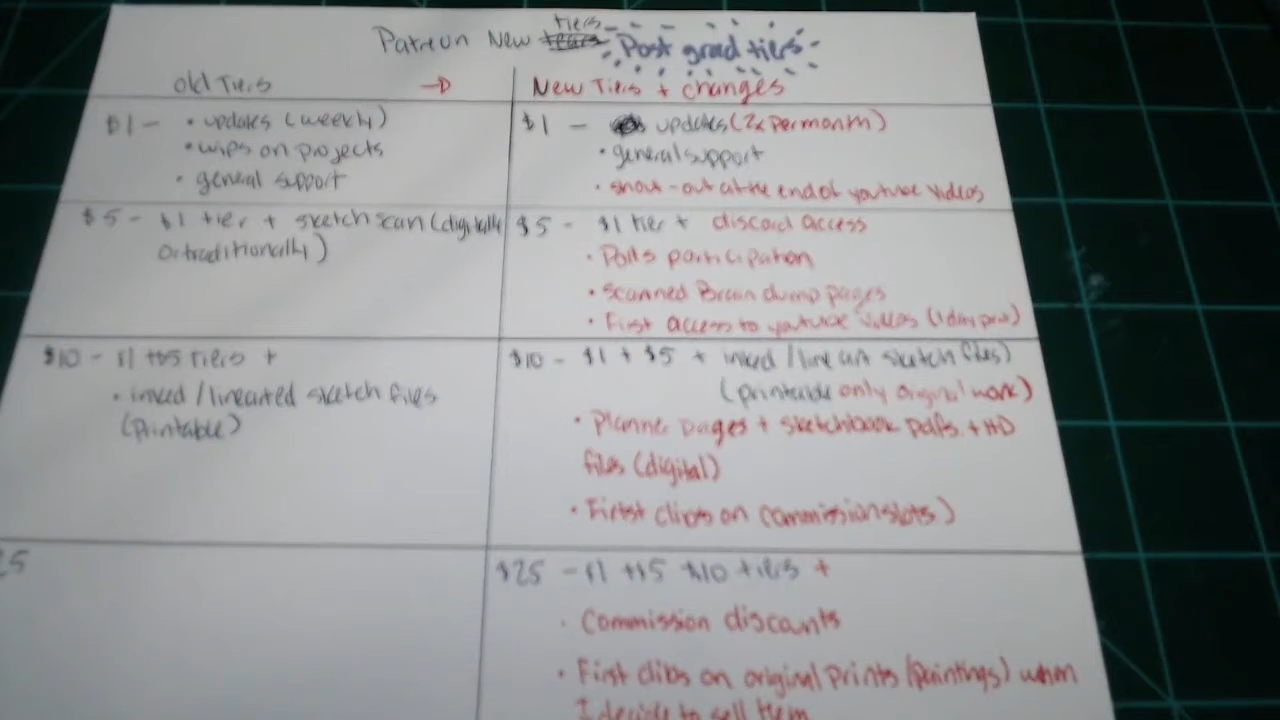 tiers
Patreon New tears Post grad tiers
Old Tiers → New Tiers + changes
$1 - • updates (weekly)
• wips on projects
• general support
$1 - updates (2x per month)
• general support
• shout-out at the end of youtube videos
$5 - $1 tier + sketch scan (digitally
or traditionally)
$5 - $1 tier + discord access
• Polls participation
• scanned Brain dump pages
• First access to youtube videos (1 day prior)
$10 - $1 + $5 tiers +
• inked / linearted sketch files
(printable)
$10 - $1 + $5 + inked / line art sketch files)
(printable only original work)
• Planner pages + sketchbook pdfs + HD
files (digital)
• First dibs on commission slots)
25
$25 - $1 + $5 $10 tiers +
• Commission discounts
• First dibs on original prints / paintings) when
I decide to sell them